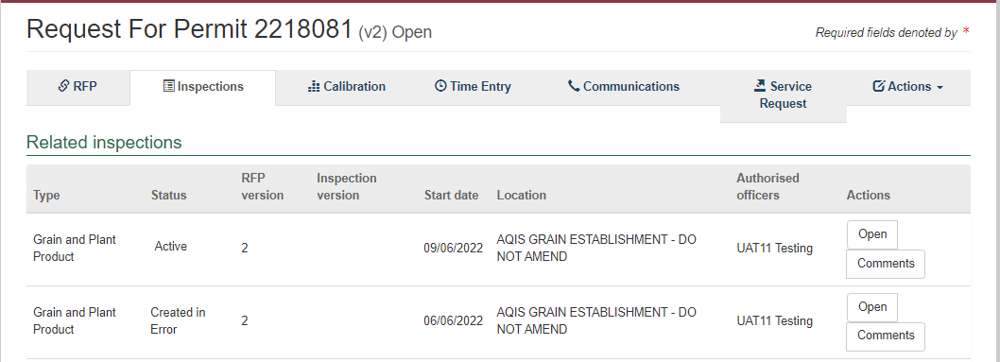 Request For Permit 2218081 (v2) Open
Required fields denoted by *
RFP Inspections Calibration Time Entry Communications Service Request Actions
Related inspections
Type Status RFP version Inspection version Start date Location Authorised officers Actions
Grain and Plant Product Active 2 09/06/2022 AQIS GRAIN ESTABLISHMENT - DO NOT AMEND UAT11 Testing Open Comments
Grain and Plant Product Created in Error 2 06/06/2022 AQIS GRAIN ESTABLISHMENT - DO NOT AMEND UAT11 Testing Open Comments